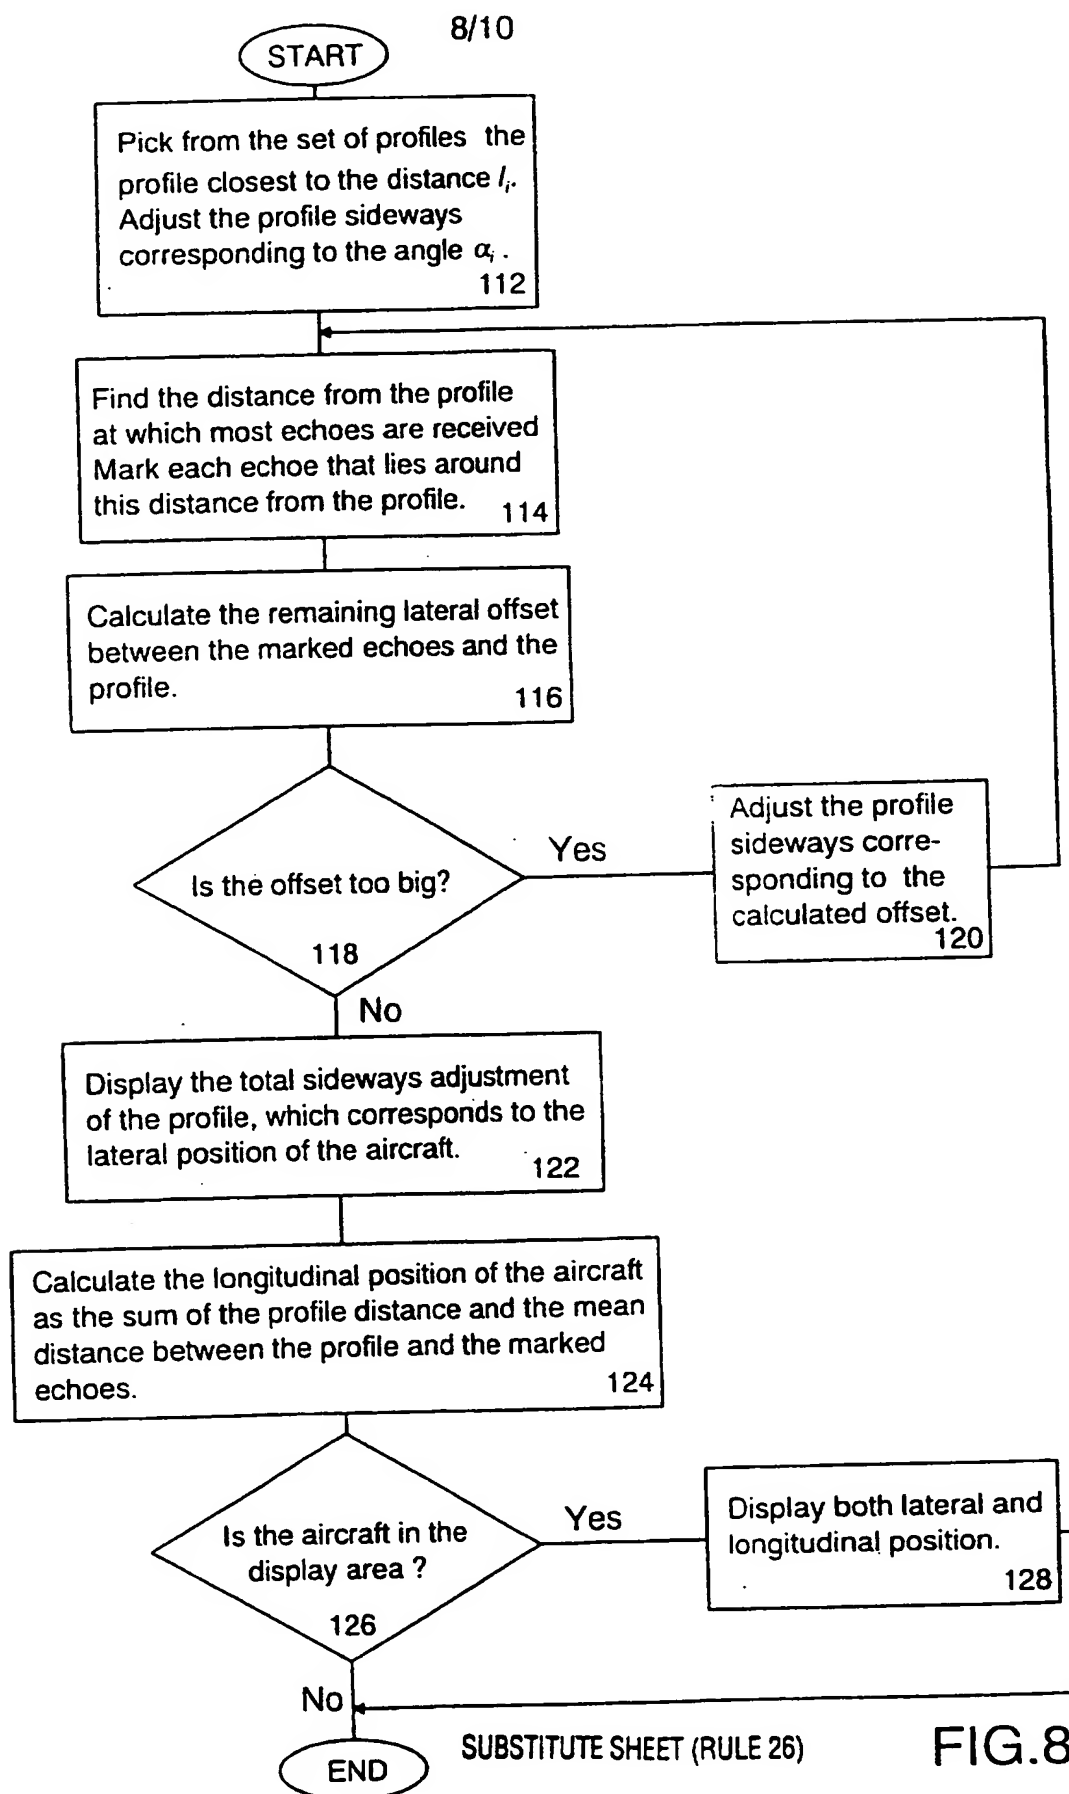 8/10
START
Pick from the set of profiles the
profile closest to the distance lᵢ.
Adjust the profile sideways
corresponding to the angle αᵢ .
112
Find the distance from the profile
at which most echoes are received
Mark each echoe that lies around
this distance from the profile.
114
Calculate the remaining lateral offset
between the marked echoes and the
profile.
116
Is the offset too big?
118
Yes
Adjust the profile
sideways corre-
sponding to the
calculated offset.
120
No
Display the total sideways adjustment
of the profile, which corresponds to the
lateral position of the aircraft.
122
Calculate the longitudinal position of the aircraft
as the sum of the profile distance and the mean
distance between the profile and the marked
echoes.
124
Is the aircraft in the
display area ?
126
Yes
Display both lateral and
longitudinal position.
128
No
END
SUBSTITUTE SHEET (RULE 26)
FIG.8